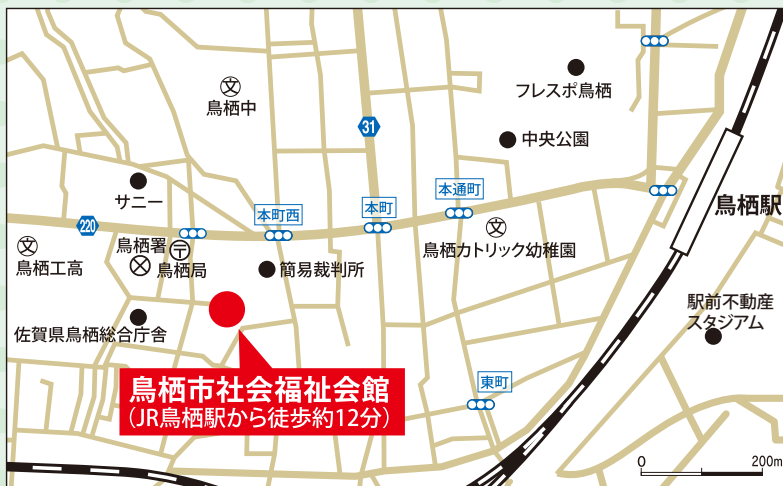 フレスポ鳥栖
文
鳥栖中
31
中央公園
サニー
本通町
本町西
本町
鳥栖駅
220
文
鳥栖工高
鳥栖署
〒
鳥栖局
簡易裁判所
文
鳥栖カトリック幼稚園
佐賀県鳥栖総合庁舎
駅前不動産
スタジアム
鳥栖市社会福祉会館
(JR鳥栖駅から徒歩約12分)
東町
0 200m